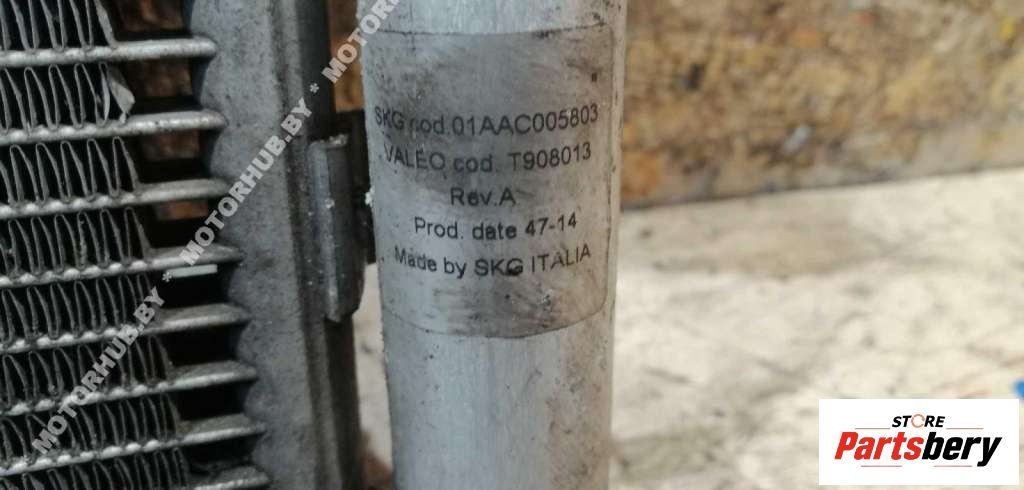 SKG cod.01AAC005803
VALEO cod. T908013
Rev.A
Prod. date 47-14
Made by SKG ITALIA
MOTORHUB.BY * MOTORHUB.BY * MOTORHUB.BY * MOTOR
STORE
Partsbery